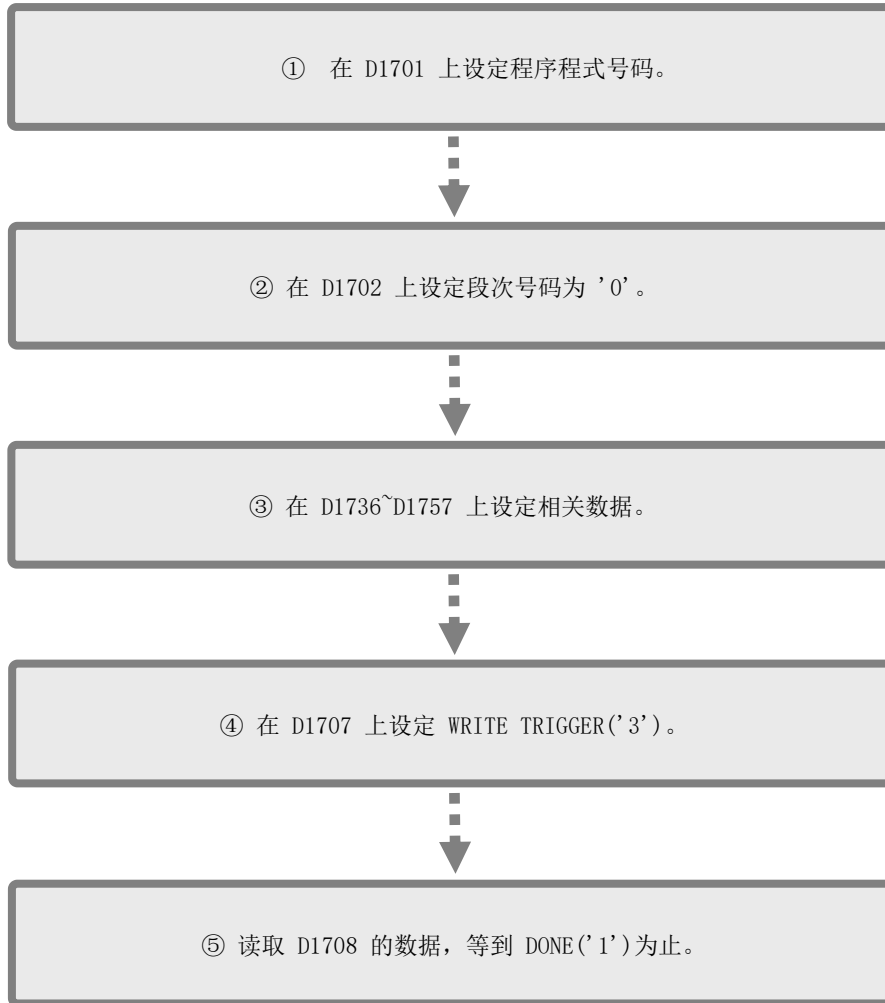 ① 在 D1701 上设定程序程式号码。
② 在 D1702 上设定段次号码为 '0'。
③ 在 D1736~D1757 上设定相关数据。
④ 在 D1707 上设定 WRITE TRIGGER('3')。
⑤ 读取 D1708 的数据，等到 DONE('1')为止。